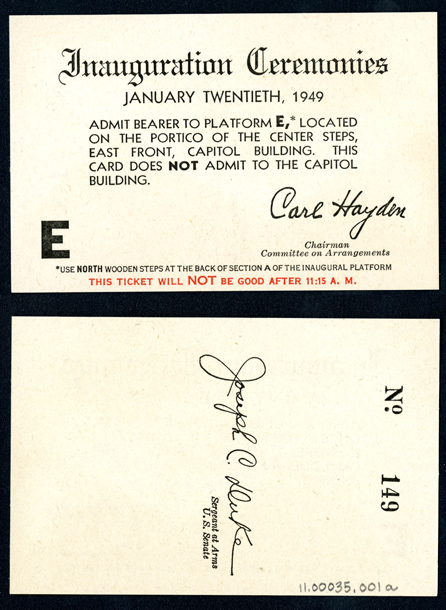 Inauguration Ceremonies
JANUARY TWENTIETH, 1949
ADMIT BEARER TO PLATFORM E,* LOCATED
ON THE PORTICO OF THE CENTER STEPS,
EAST FRONT, CAPITOL BUILDING. THIS
CARD DOES NOT ADMIT TO THE CAPITOL
BUILDING.
Carl Hayden
Chairman
Committee on Arrangements
E
*USE NORTH WOODEN STEPS AT THE BACK OF SECTION A OF THE INAUGURAL PLATFORM
THIS TICKET WILL NOT BE GOOD AFTER 11:15 A. M.
No. 149
Joseph C. Duke
Sergeant at Arms
U. S. Senate
11.00035.001a